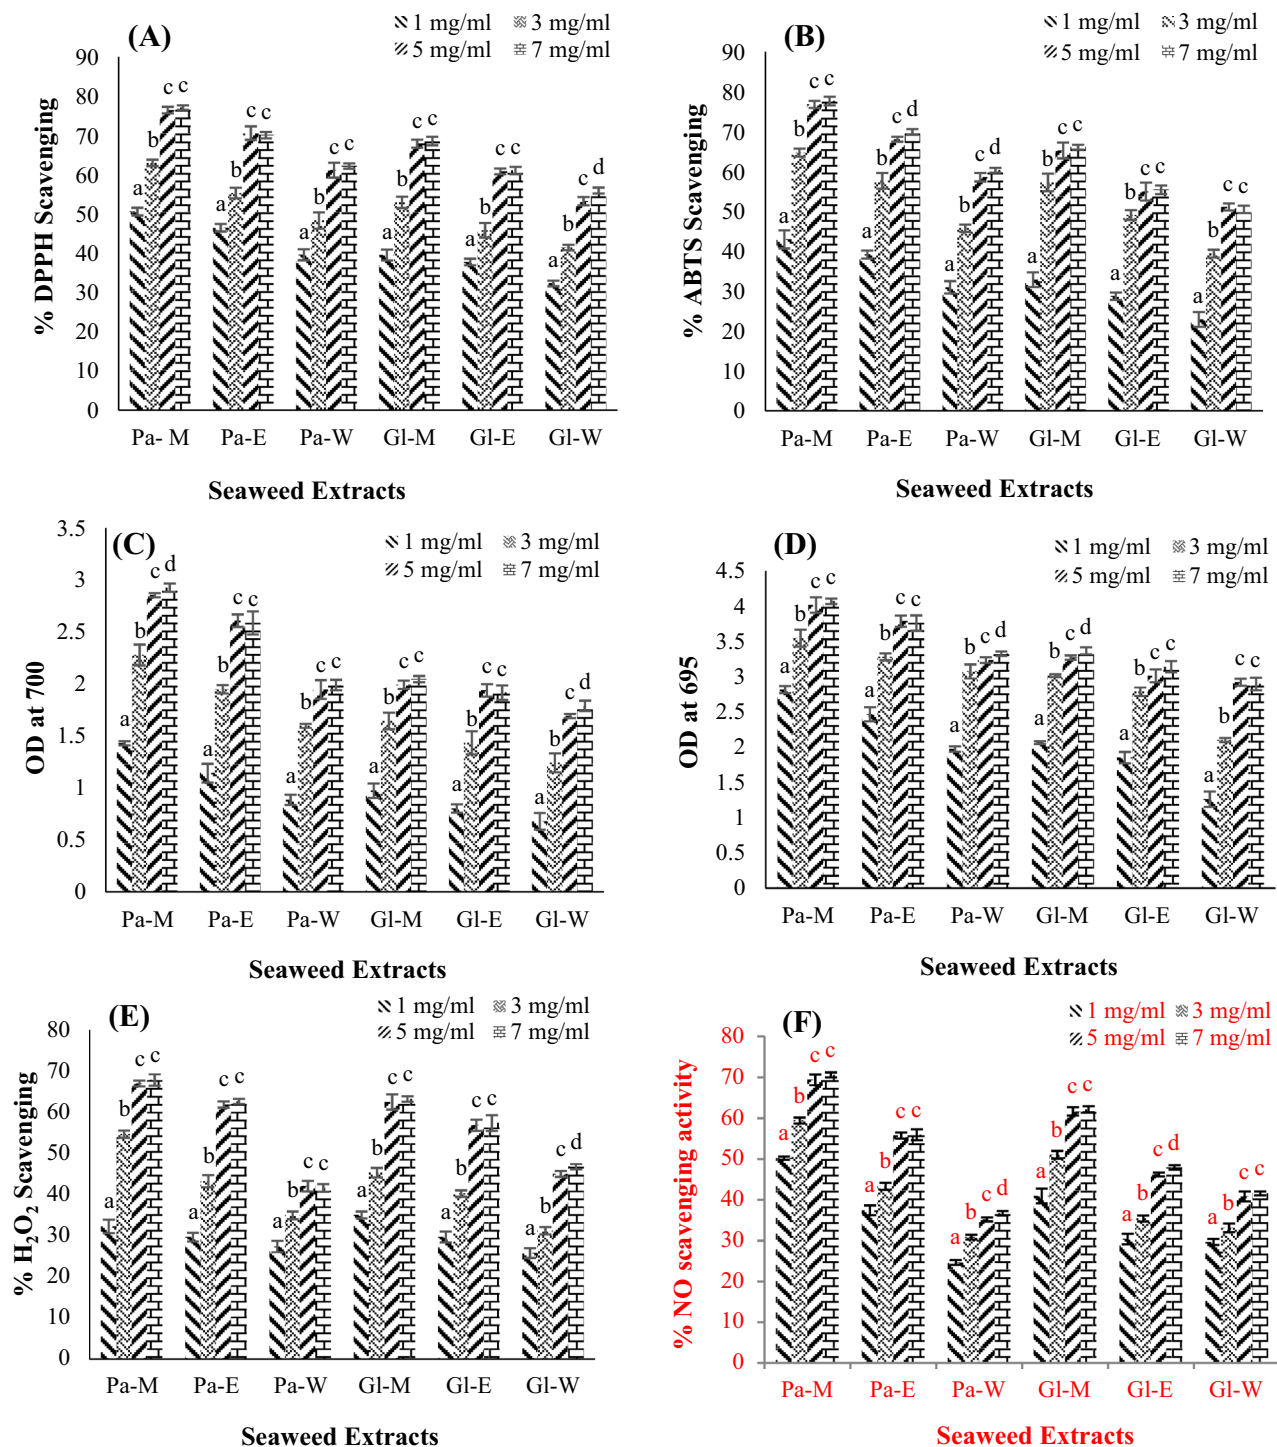 (A)
1 mg/ml 3 mg/ml
5 mg/ml 7 mg/ml
% DPPH Scavenging
90
80
70
60
50
40
30
20
10
0
a b c c a b c c a b c c a b c c a b c c a b c d
Pa- M Pa-E Pa-W Gl-M Gl-E Gl-W
Seaweed Extracts
(B)
1 mg/ml 3 mg/ml
5 mg/ml 7 mg/ml
% ABTS Scavenging
90
80
70
60
50
40
30
20
10
0
a b c c a b c d a b c d a b c c a b c c a b c c
Pa-M Pa-E Pa-W Gl-M Gl-E Gl-W
Seaweed Extracts
(C)
1 mg/ml 3 mg/ml
5 mg/ml 7 mg/ml
OD at 700
3.5
3
2.5
2
1.5
1
0.5
0
a b c d a b c c a b c c a b c c a b c c a b c d
Pa-M Pa-E Pa-W Gl-M Gl-E Gl-W
Seaweed Extracts
(D)
1 mg/ml 3 mg/ml
5 mg/ml 7 mg/ml
OD at 695
4.5
4
3.5
3
2.5
2
1.5
1
0.5
0
a b c c a b c c a b c d a b c d a b c c a b c c
Pa-M Pa-E Pa-W Gl-M Gl-E Gl-W
Seaweed Extracts
(E)
1 mg/ml 3 mg/ml
5 mg/ml 7 mg/ml
% H₂O₂ Scavenging
80
70
60
50
40
30
20
10
0
a b c c a b c c a b c c a b c c a b c c a b c d
Pa-M Pa-E Pa-W Gl-M Gl-E Gl-W
Seaweed Extracts
(F)
1 mg/ml 3 mg/ml
5 mg/ml 7 mg/ml
% NO scavenging activity
80
70
60
50
40
30
20
10
0
a b c c a b c c a b c d a b c c a b c d a b c c
Pa-M Pa-E Pa-W Gl-M Gl-E Gl-W
Seaweed Extracts